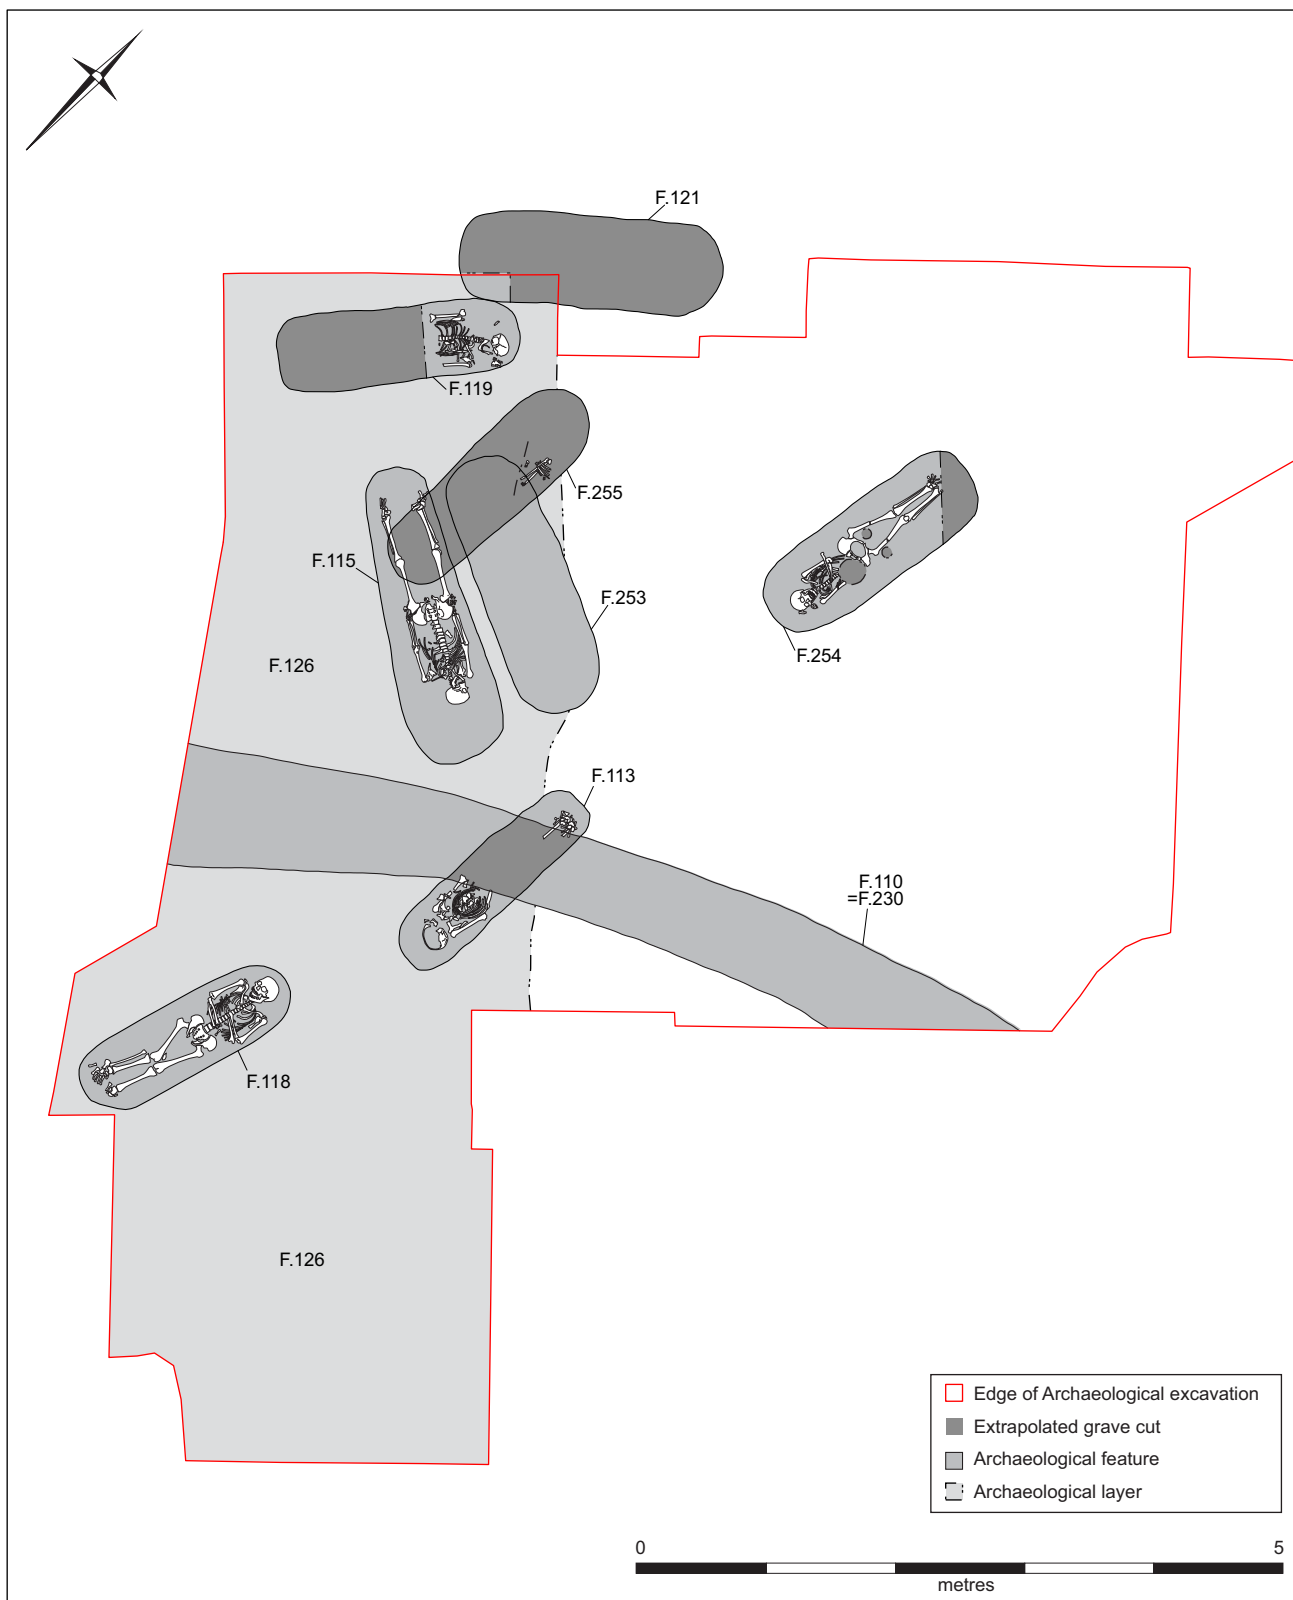 F.121
F.119
F.255
F.115
F.253
F.126
F.254
F.113
F.110
=F.230
F.118
F.126
Edge of Archaeological excavation
Extrapolated grave cut
Archaeological feature
Archaeological layer
0 5
metres